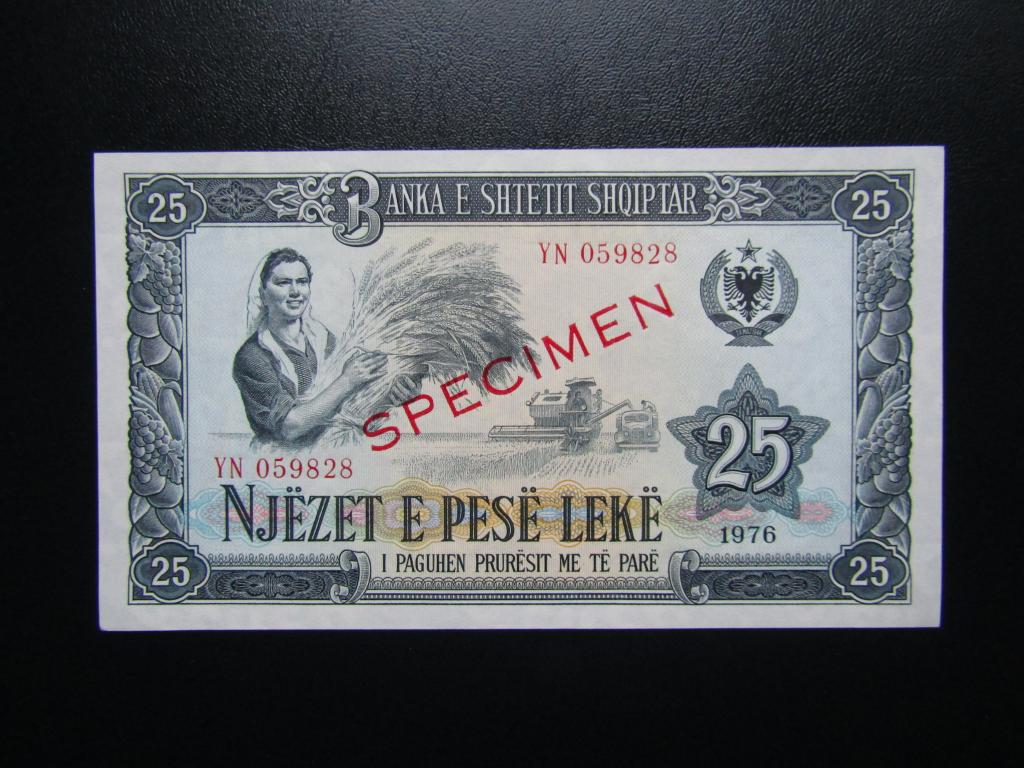 25
BANKA E SHTETIT SHQIPTAR
25
YN 059828
SPECIMEN
25
YN 059828
NJËZET E PESË LEKË
1976
25
I PAGUHEN PRURËSIT ME TË PARË
25